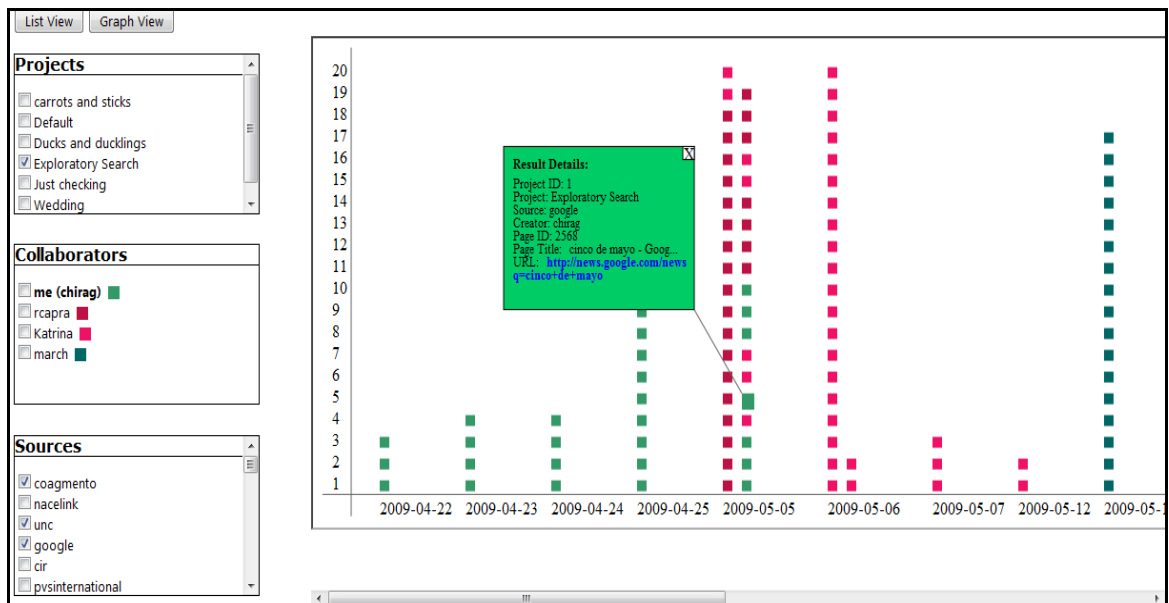 List View
Graph View
Projects
carrots and sticks
Default
Ducks and ducklings
Exploratory Search
Just checking
Wedding
Collaborators
me (chirag)
rcapra
Katrina
march
Sources
coagmento
nacelink
unc
google
cir
pvsinternational
20
19
18
17
16
15
14
13
12
11
10
9
8
7
6
5
4
3
2
1
X
Result Details:
Project ID: 1
Project: Exploratory Search
Source: google
Creator: chirag
Page ID: 2568
Page Title: cinco de mayo - Goog...
URL: http://news.google.com/news
q=cinco+de+mayo
2009-04-22 2009-04-23 2009-04-24 2009-04-25 2009-05-05 2009-05-06 2009-05-07 2009-05-12 2009-05-1